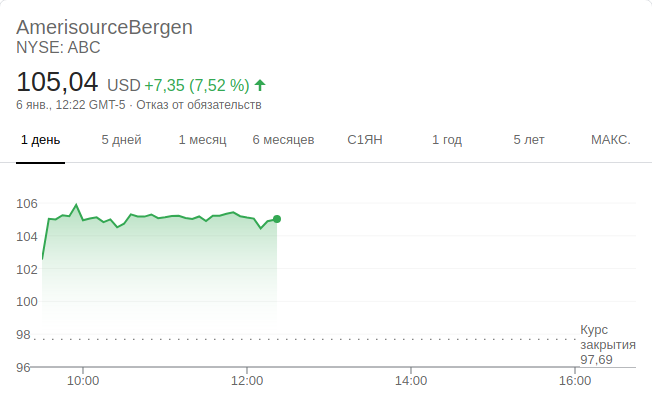 AmerisourceBergen
NYSE: ABC
105,04 USD +7,35 (7,52 %)
6 янв., 12:22 GMT-5 · Отказ от обязательств
1 день 5 дней 1 месяц 6 месяцев С1ЯН 1 год 5 лет МАКС.
106
104
102
100
98
96
Курс
закрытия
97,69
10:00 12:00 14:00 16:00